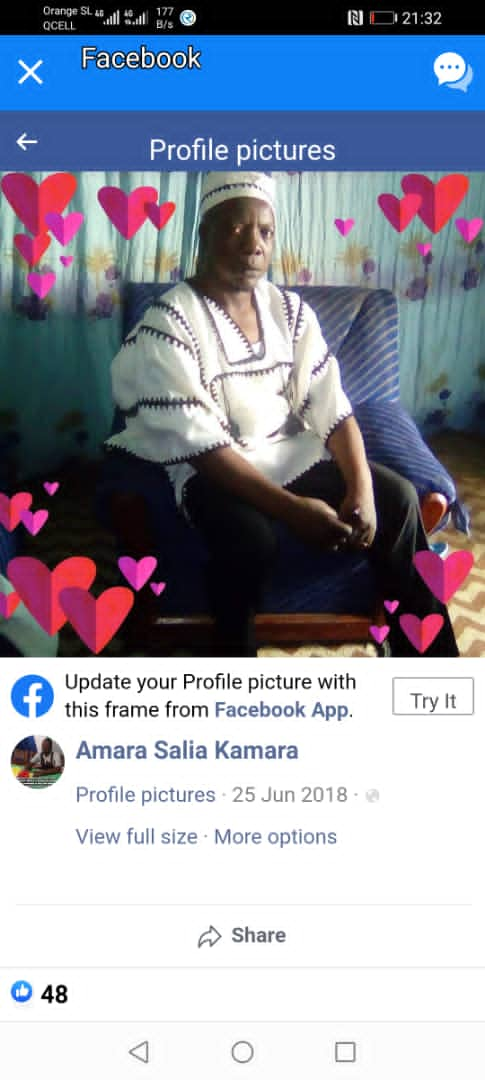 Orange SL 4G 4G 177 21:32
QCELL B/s
Facebook
Profile pictures
Update your Profile picture with
this frame from Facebook App.
Try It
Amara Salia Kamara
Profile pictures · 25 Jun 2018 ·
View full size · More options
Share
48